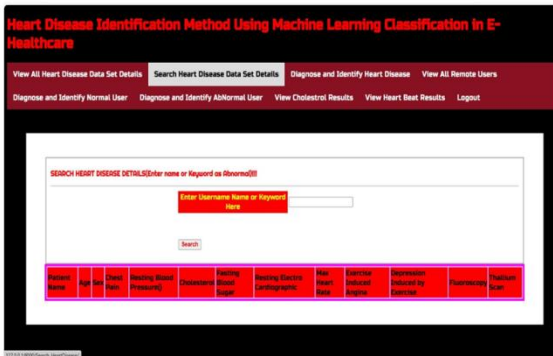 Heart Disease Identification Method Using Machine Learning Classification in E-
Healthcare
View All Heart Disease Data Set Details Search Heart Disease Data Set Details Diagnose and Identify Heart Disease View All Remote Users
Diagnose and Identify Normal User Diagnose and Identify AbNormal User View Cholestrol Results View Heart Beat Results Logout
SEARCH HEART DISEASE DETAILS(Enter name or Keyword as Abnormal)!!!
Enter Username Name or Keyword
Here
Search
Patient Name Age Sex Chest Pain Resting Blood Pressure() Cholesterol Fasting Blood Sugar Resting Electro Cardiographic Max Heart Rate Exercise Induced Angina Depression Induced by Exercise Fluoroscopy Thallium Scan